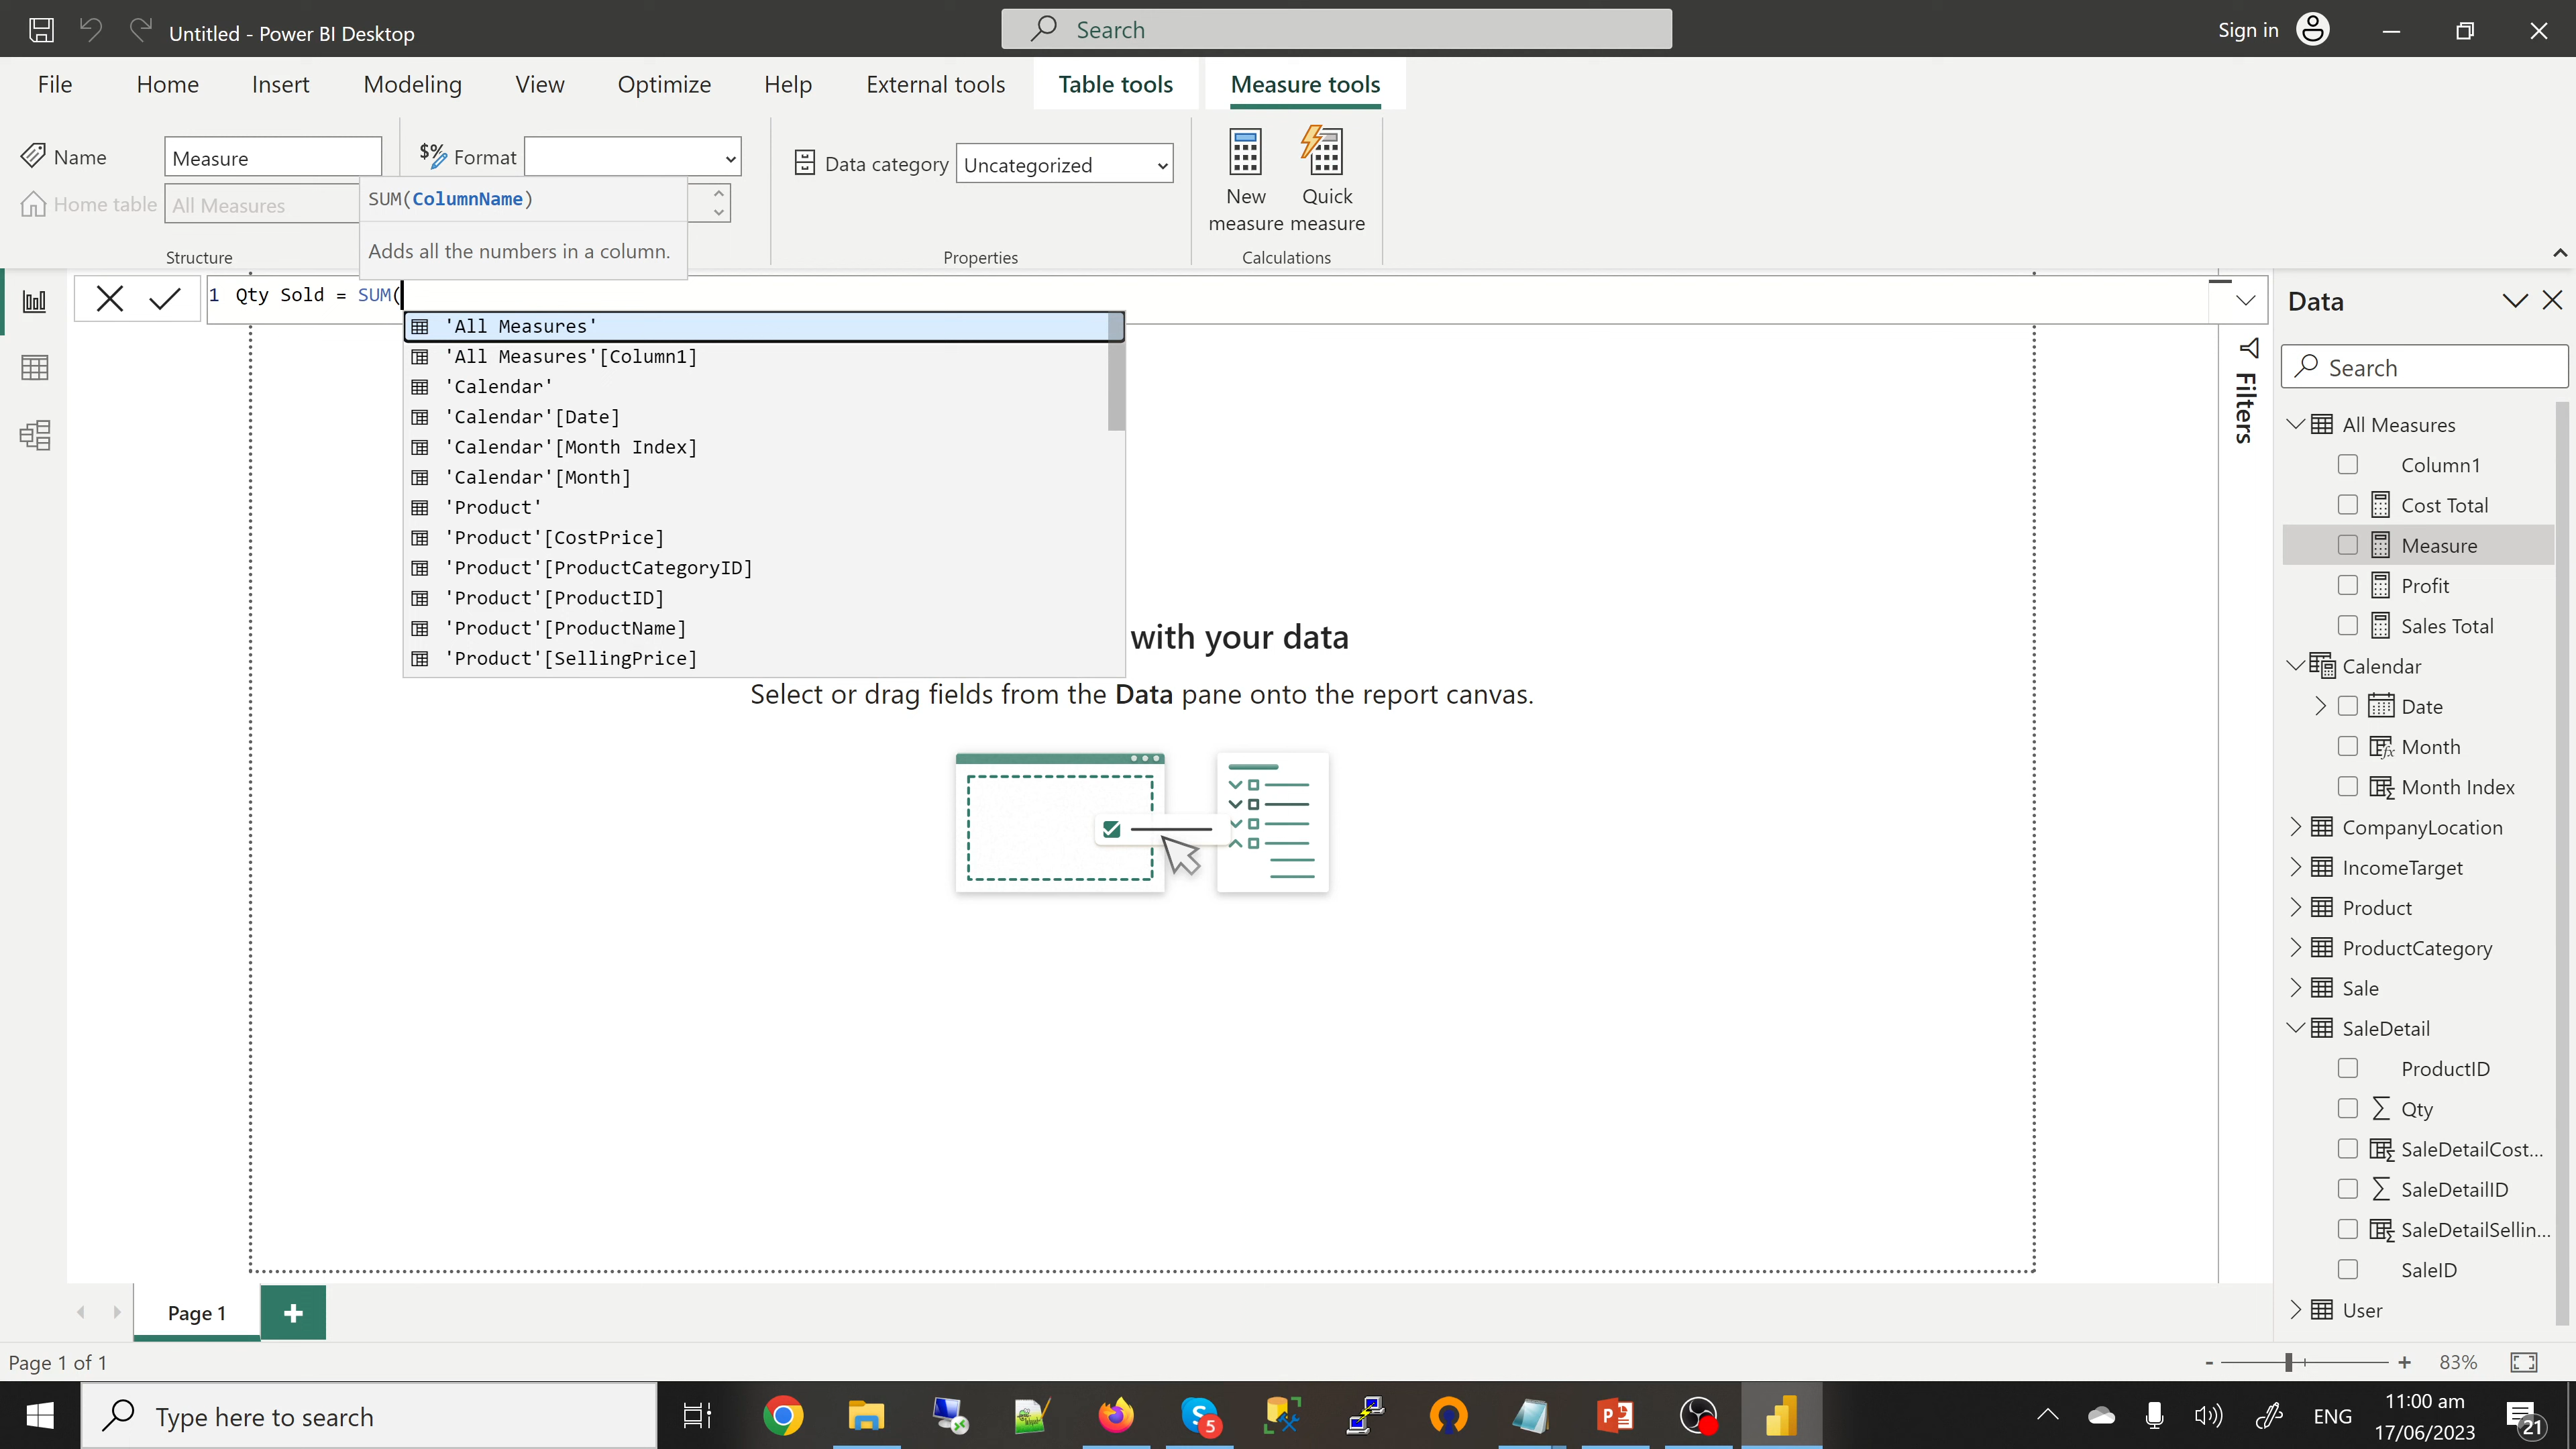 Untitled - Power BI Desktop
Search
Sign in
File
Home
Insert
Modeling
View
Optimize
Help
External tools
Table tools
Measure tools
Name
Measure
$% Format
Data category
Uncategorized
New measure
Quick measure
Home table
All Measures
SUM(ColumnName)
Adds all the numbers in a column.
Structure
Properties
Calculations
1 Qty Sold = SUM(
'All Measures'
'All Measures'[Column1]
'Calendar'
'Calendar'[Date]
'Calendar'[Month Index]
'Calendar'[Month]
'Product'
'Product'[CostPrice]
'Product'[ProductCategoryID]
'Product'[ProductID]
'Product'[ProductName]
'Product'[SellingPrice]
with your data
Select or drag fields from the Data pane onto the report canvas.
Filters
Data
Search
All Measures
Column1
Cost Total
Measure
Profit
Sales Total
Calendar
Date
Month
Month Index
CompanyLocation
IncomeTarget
Product
ProductCategory
Sale
SaleDetail
ProductID
Qty
SaleDetailCost...
SaleDetailID
SaleDetailSellin...
SaleID
User
Page 1
Page 1 of 1
- + 83%
Type here to search
5
ENG
11:00 am
17/06/2023
21